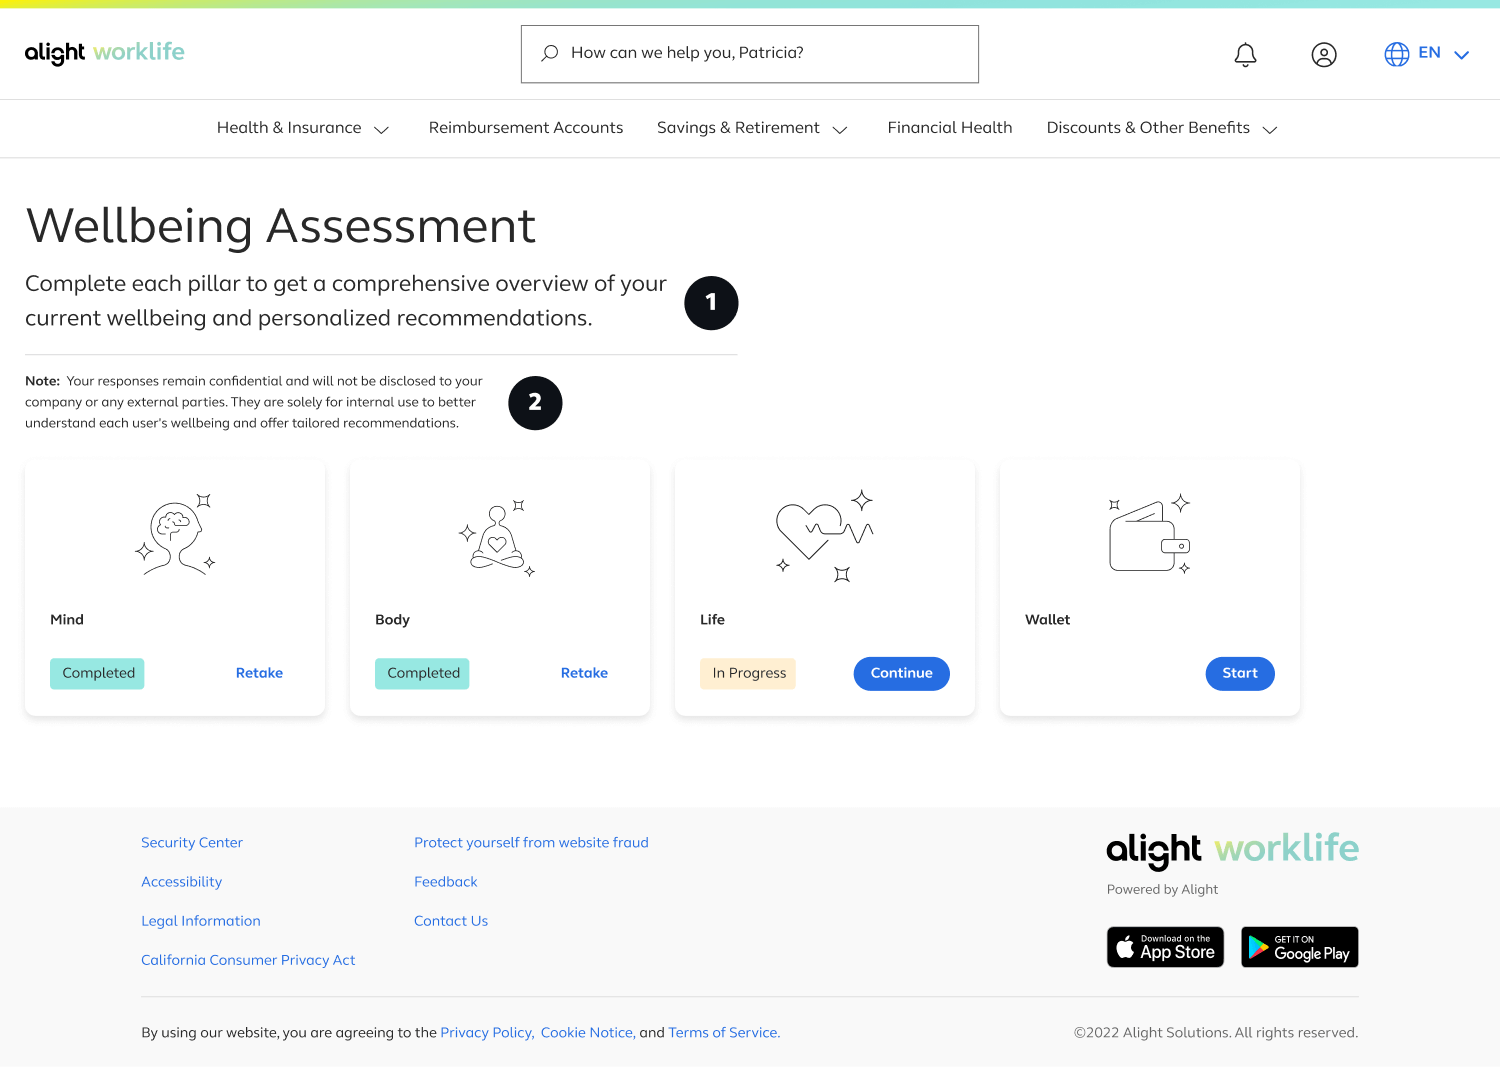 alight worklife
How can we help you, Patricia?
EN
Health & Insurance
Reimbursement Accounts
Savings & Retirement
Financial Health
Discounts & Other Benefits
Wellbeing Assessment
Complete each pillar to get a comprehensive overview of your
current wellbeing and personalized recommendations.
1
Note: Your responses remain confidential and will not be disclosed to your
company or any external parties. They are solely for internal use to better
understand each user's wellbeing and offer tailored recommendations.
2
Mind
Completed
Retake
Body
Completed
Retake
Life
In Progress
Continue
Wallet
Start
Security Center
Accessibility
Legal Information
California Consumer Privacy Act
Protect yourself from website fraud
Feedback
Contact Us
alight worklife
Powered by Alight
Download on the
App Store
GET IT ON
Google Play
By using our website, you are agreeing to the Privacy Policy, Cookie Notice, and Terms of Service.
©2022 Alight Solutions. All rights reserved.